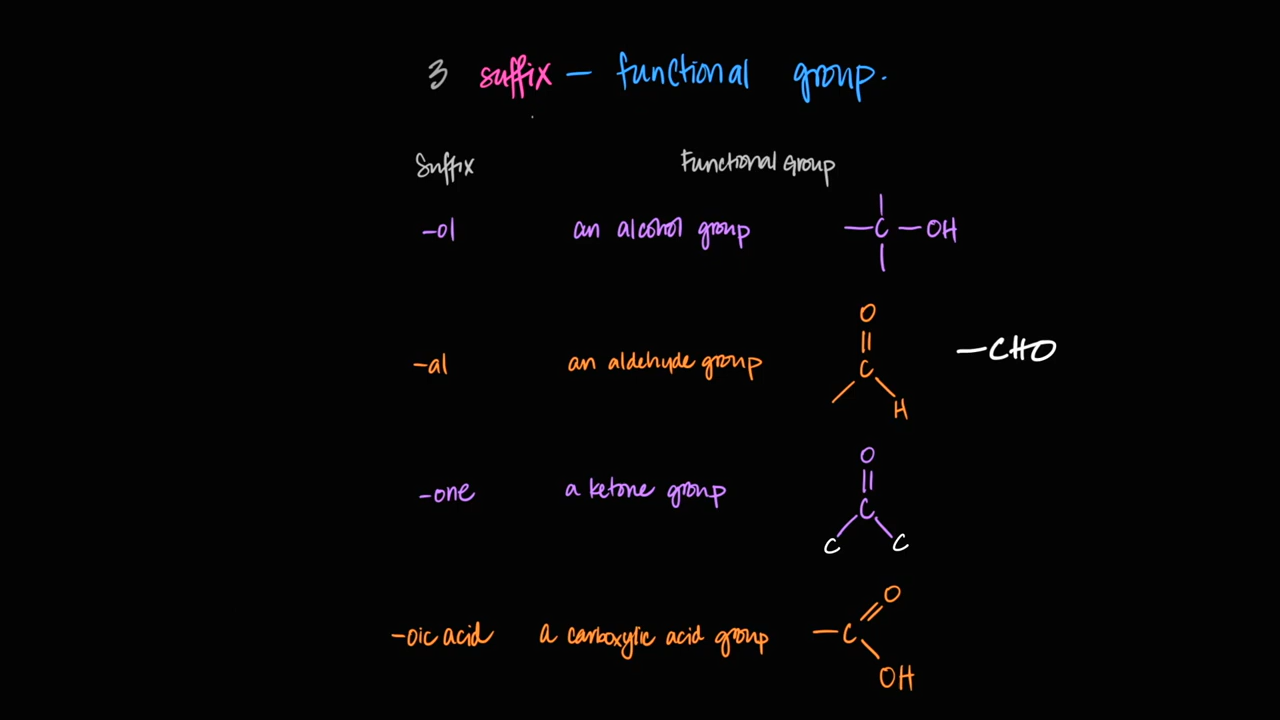 3 suffix – functional group.
Suffix Functional Group
-ol an alcohol group
C – OH
O
-al an aldehyde group C –CHO
H
O
-one a ketone group C
C C
O
-oic acid a carboxylic acid group –C
OH